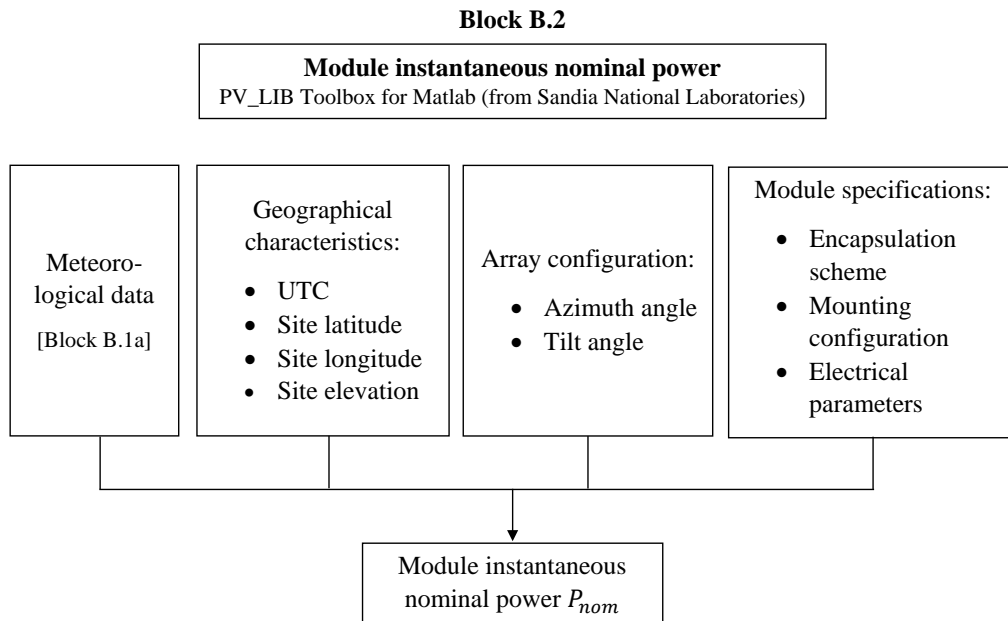 Block B.2
Module instantaneous nominal power
PV_LIB Toolbox for Matlab (from Sandia National Laboratories)
Meteoro-
logical data
[Block B.1a]
Geographical
characteristics:
• UTC
• Site latitude
• Site longitude
• Site elevation
Array configuration:
• Azimuth angle
• Tilt angle
Module specifications:
• Encapsulation
scheme
• Mounting
configuration
• Electrical
parameters
Module instantaneous
nominal power P_nom